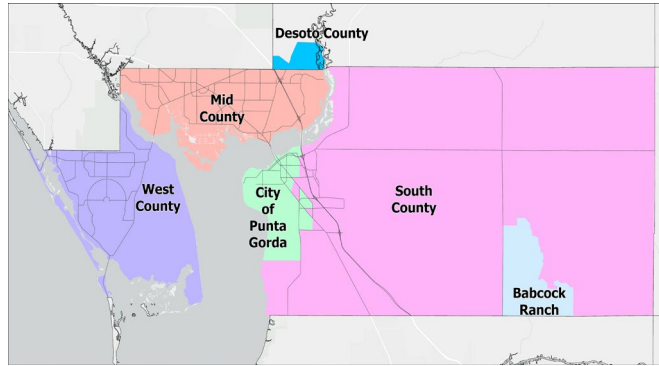 Desoto County
Mid
County
West
County
City
of
Punta
Gorda
South
County
Babcock
Ranch